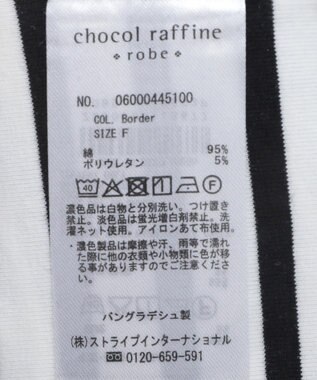 chocol raffine
robe
NO. 06000445100
COL. Border
SIZE F
綿 95%
ポリウレタン 5%
40
F
濃色品は白物と分別洗い。つけ置き
禁止。淡色品は蛍光増白剤禁止。洗
濯ネット使用。アイロンあて布使用。
・濃色製品は摩擦や汗、雨等で濡れ
た際に他の衣類や小物類に色が移
る事がありますのでご注意くださ
い。
バングラデシュ製
(株)ストライプインターナショナル
0120-659-591